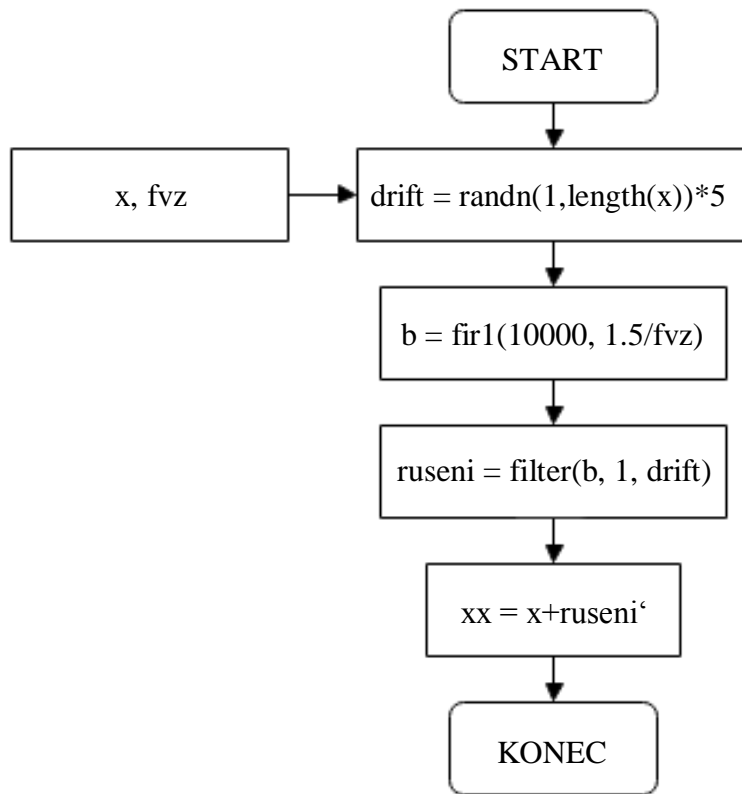 START
x, fvz
drift = randn(1,length(x))*5
b = fir1(10000, 1.5/fvz)
ruseni = filter(b, 1, drift)
xx = x+ruseni‘
KONEC